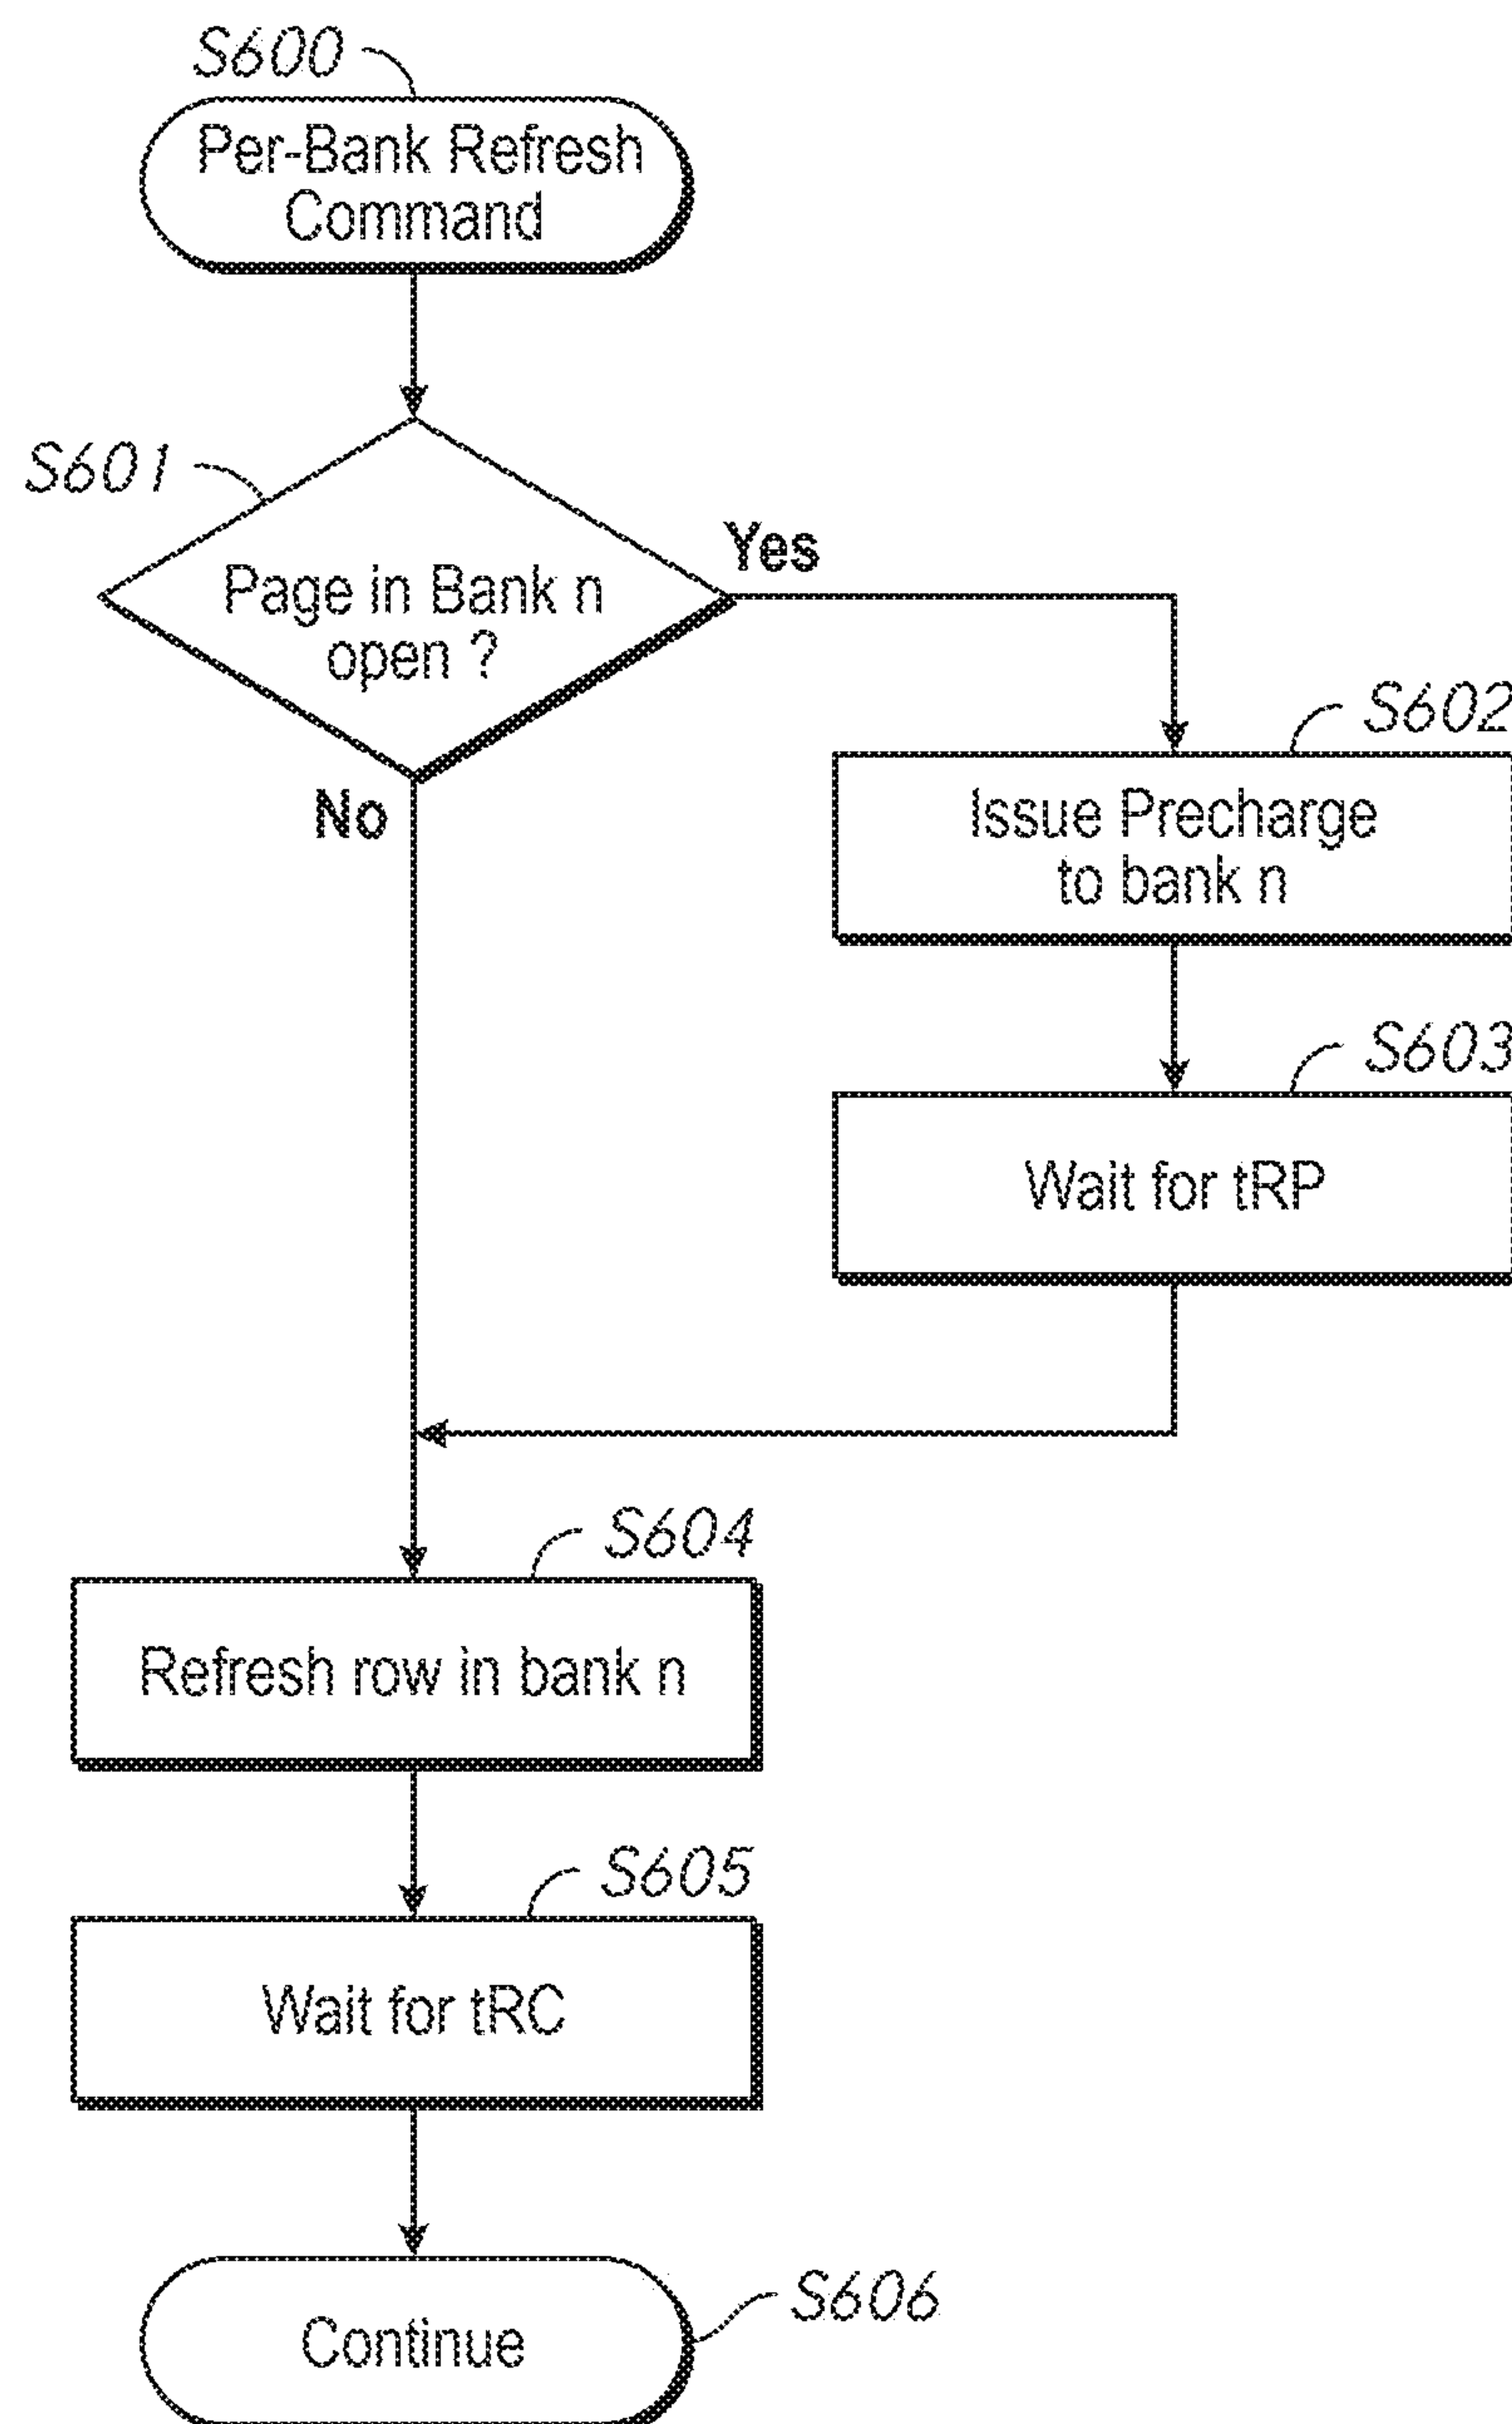 S600
Per-Bank Refresh
Command
S601
Page in Bank n
open ?
Yes
No
S602
Issue Precharge
to bank n
S603
Wait for tRP
S604
Refresh row in bank n
S605
Wait for tRC
S606
Continue